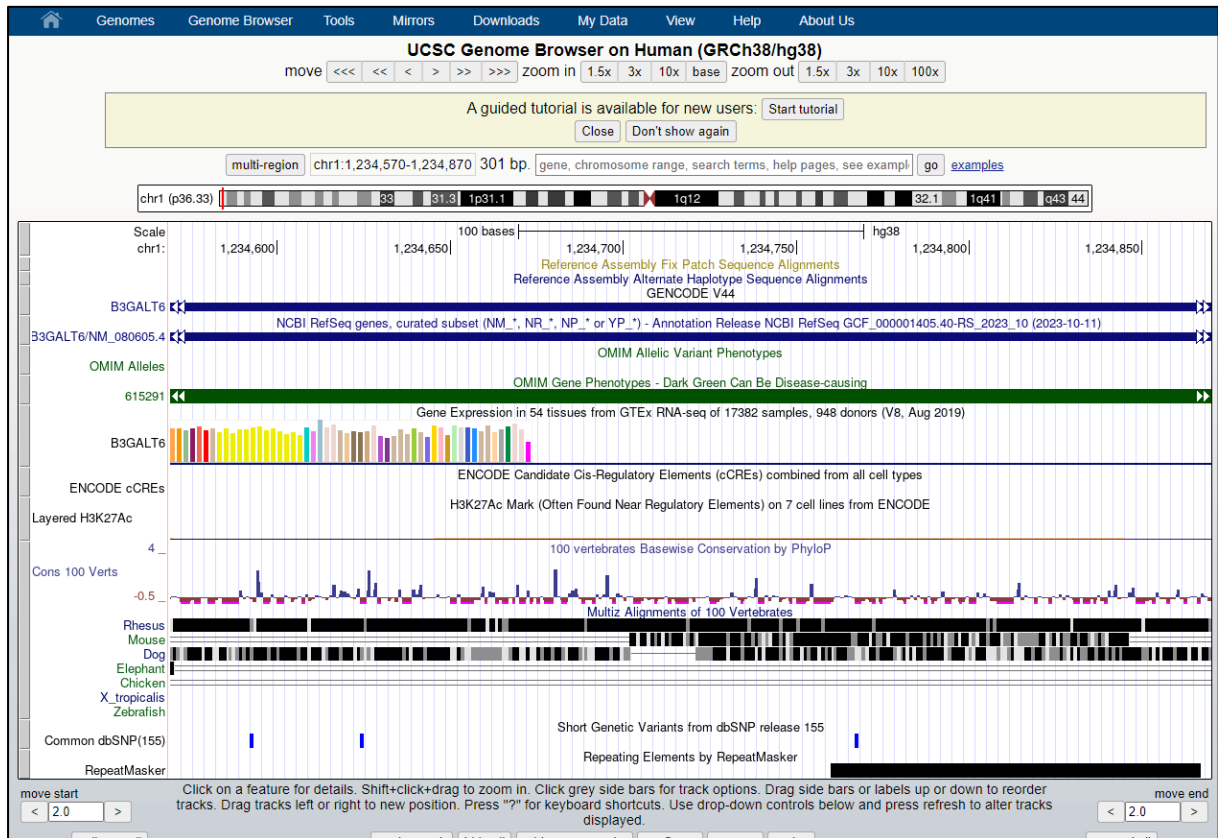 Genomes Genome Browser Tools Mirrors Downloads My Data View Help About Us
UCSC Genome Browser on Human (GRCh38/hg38)
move <<< << < > >> >>> zoom in 1.5x 3x 10x base zoom out 1.5x 3x 10x 100x
A guided tutorial is available for new users: Start tutorial
Close Don't show again
multi-region chr1:1,234,570-1,234,870 301 bp. gene, chromosome range, search terms, help pages, see exampl go examples
chr1 (p36.33) 33 31.3 1p31.1 1q12 32.1 1q41 q43 44
Scale 100 bases hg38
chr1: 1,234,600 1,234,650 1,234,700 1,234,750 1,234,800 1,234,850
Reference Assembly Fix Patch Sequence Alignments
Reference Assembly Alternate Haplotype Sequence Alignments
GENCODE V44
B3GALT6
NCBI RefSeq genes, curated subset (NM_*, NR_*, NP_* or YP_*) - Annotation Release NCBI RefSeq GCF_000001405.40-RS_2023_10 (2023-10-11)
B3GALT6/NM_080605.4
OMIM Allelic Variant Phenotypes
OMIM Alleles
OMIM Gene Phenotypes - Dark Green Can Be Disease-causing
615291
Gene Expression in 54 tissues from GTEx RNA-seq of 17382 samples, 948 donors (V8, Aug 2019)
B3GALT6
ENCODE Candidate Cis-Regulatory Elements (cCREs) combined from all cell types
ENCODE cCREs
H3K27Ac Mark (Often Found Near Regulatory Elements) on 7 cell lines from ENCODE
Layered H3K27Ac
4 _ 100 vertebrates Basewise Conservation by PhyloP
Cons 100 Verts
-0.5 _
Multiz Alignments of 100 Vertebrates
Rhesus
Mouse
Dog
Elephant
Chicken
X_tropicalis
Zebrafish
Short Genetic Variants from dbSNP release 155
Common dbSNP(155)
Repeating Elements by RepeatMasker
RepeatMasker
move start
< 2.0 >
Click on a feature for details. Shift+click+drag to zoom in. Click grey side bars for track options. Drag side bars or labels up or down to reorder
tracks. Drag tracks left or right to new position. Press "?" for keyboard shortcuts. Use drop-down controls below and press refresh to alter tracks
displayed.
move end
< 2.0 >